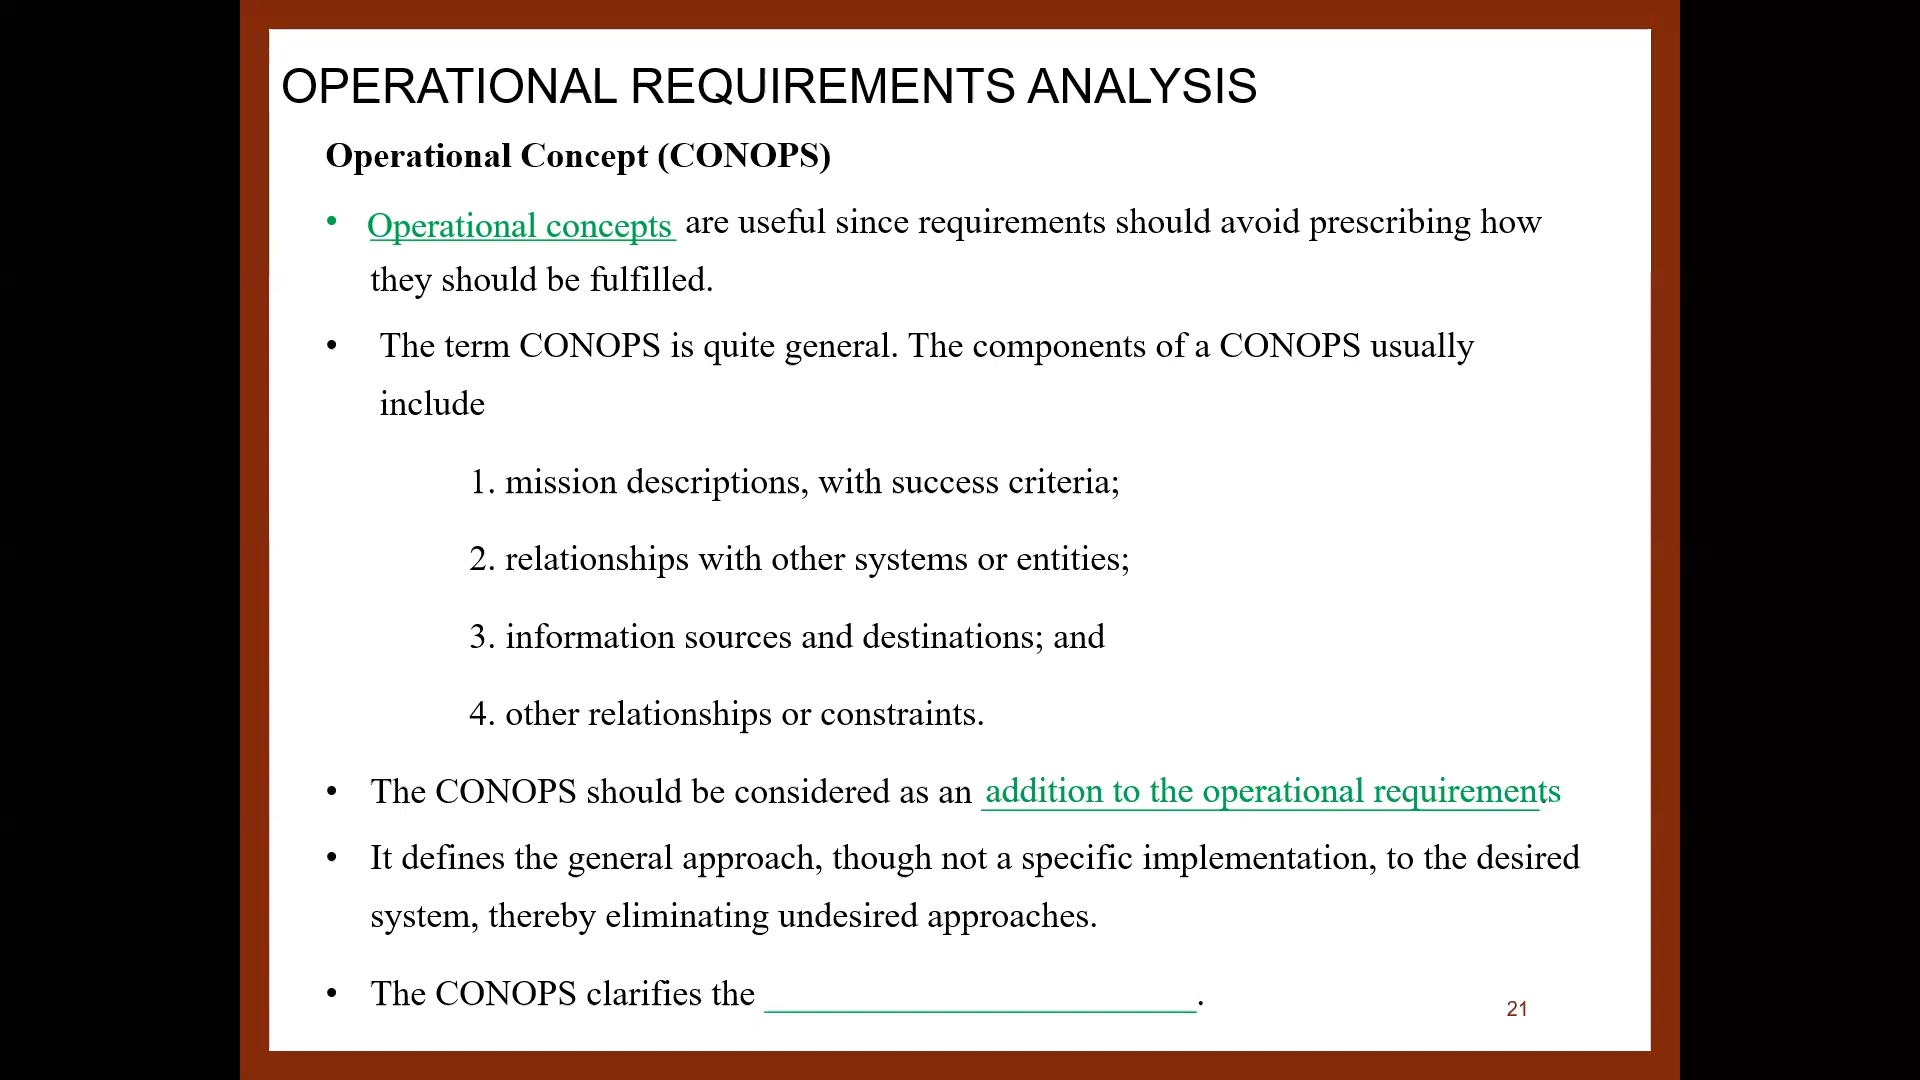 OPERATIONAL REQUIREMENTS ANALYSIS
Operational Concept (CONOPS)
• Operational concepts are useful since requirements should avoid prescribing how
they should be fulfilled.
• The term CONOPS is quite general. The components of a CONOPS usually
include
1. mission descriptions, with success criteria;
2. relationships with other systems or entities;
3. information sources and destinations; and
4. other relationships or constraints.
• The CONOPS should be considered as an addition to the operational requirements.
• It defines the general approach, though not a specific implementation, to the desired
system, thereby eliminating undesired approaches.
• The CONOPS clarifies the ________________________.
21